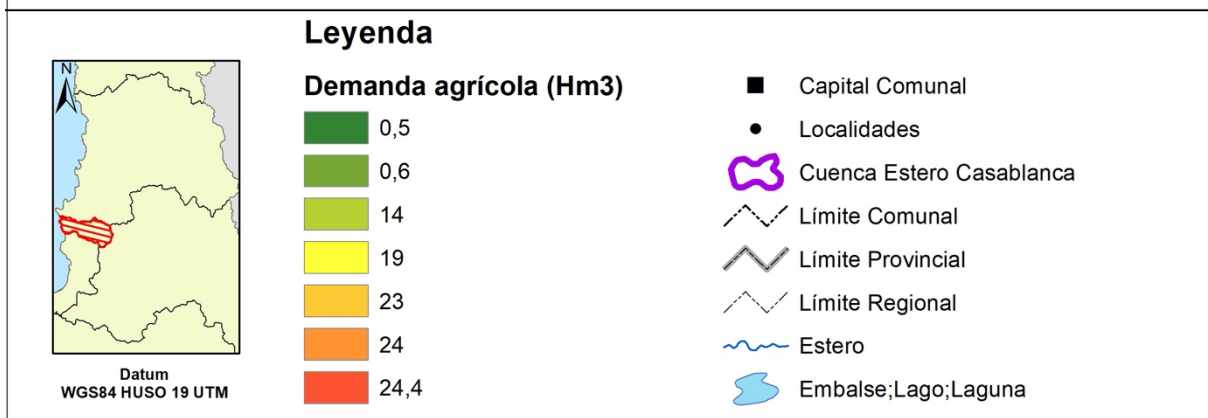 Leyenda
N
Datum
WGS84 HUSO 19 UTM
Demanda agrícola (Hm3)
0,5
0,6
14
19
23
24
24,4
Capital Comunal
Localidades
Cuenca Estero Casablanca
Límite Comunal
Límite Provincial
Límite Regional
Estero
Embalse;Lago;Laguna